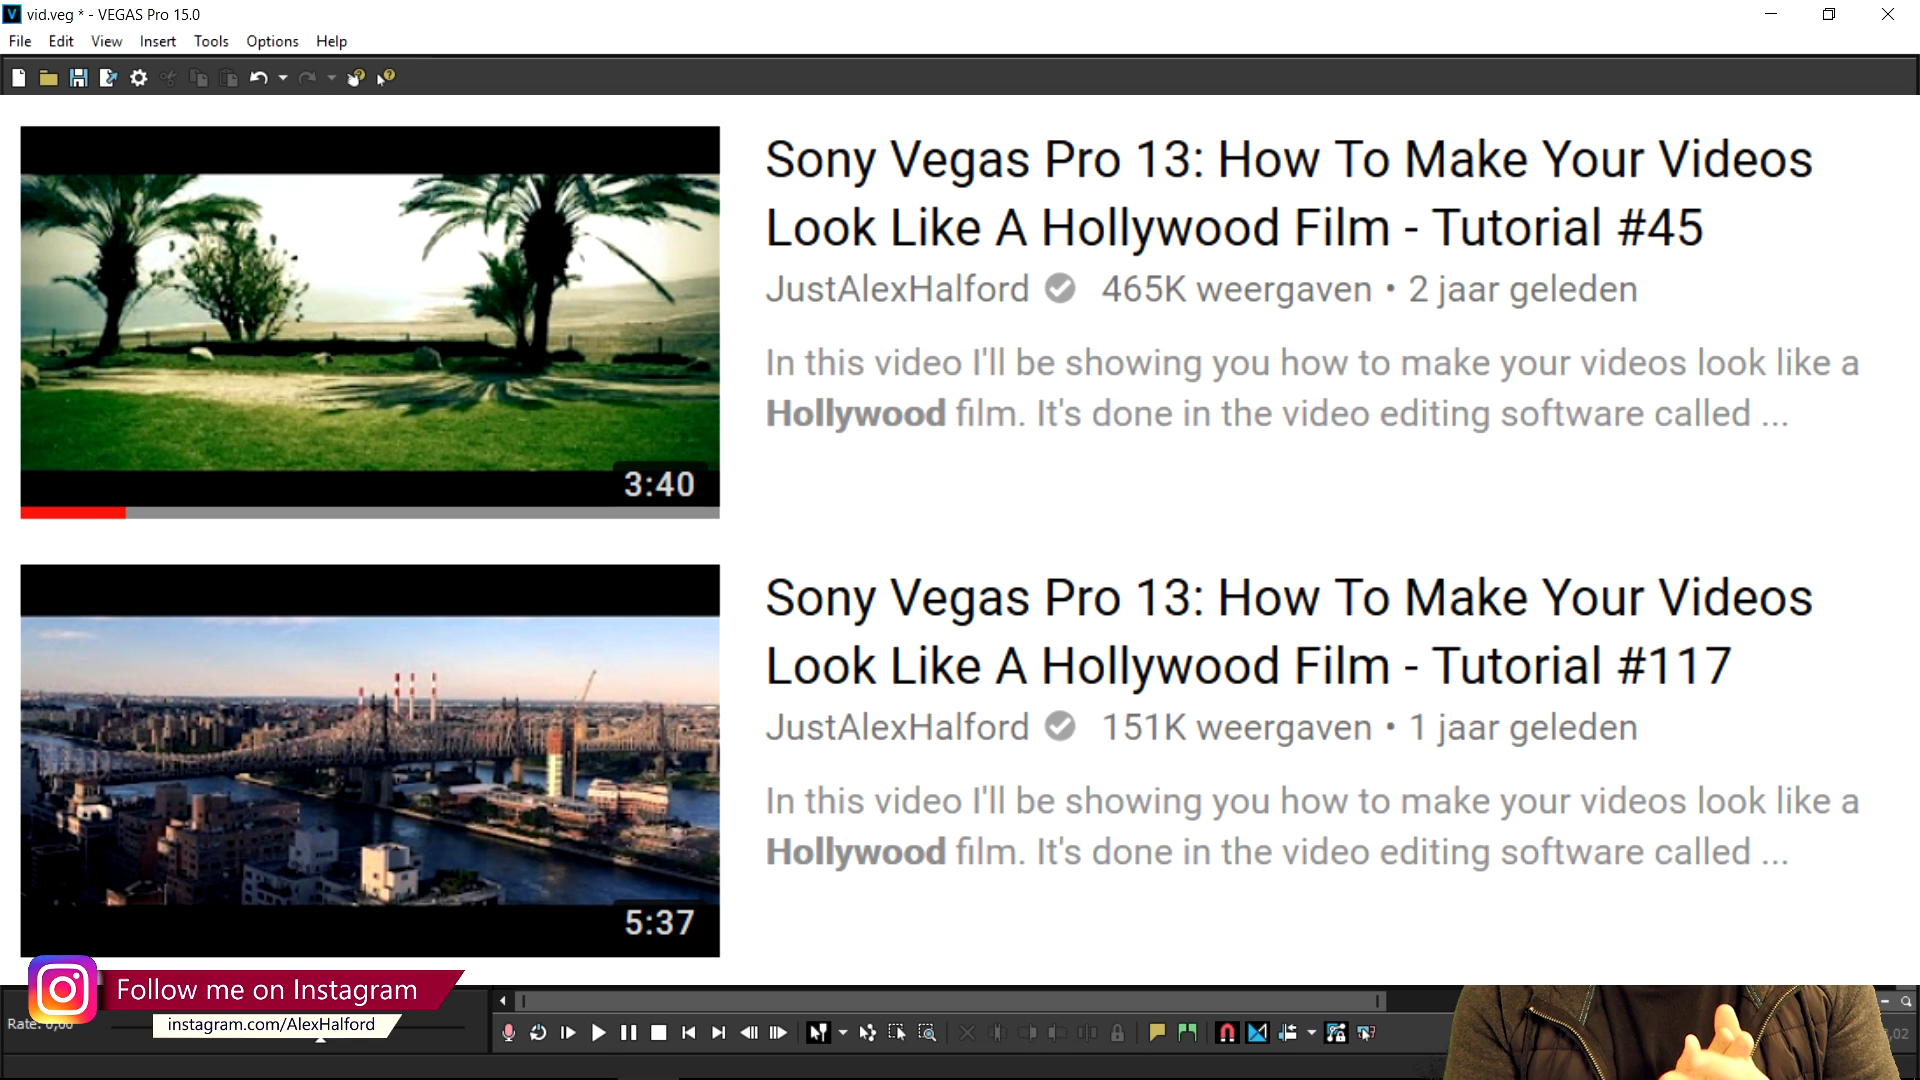 vid.veg * - VEGAS Pro 15.0
File Edit View Insert Tools Options Help
Sony Vegas Pro 13: How To Make Your Videos
Look Like A Hollywood Film - Tutorial #45
JustAlexHalford 465K weergaven • 2 jaar geleden
In this video I'll be showing you how to make your videos look like a
Hollywood film. It's done in the video editing software called ...
3:40
Sony Vegas Pro 13: How To Make Your Videos
Look Like A Hollywood Film - Tutorial #117
JustAlexHalford 151K weergaven • 1 jaar geleden
In this video I'll be showing you how to make your videos look like a
Hollywood film. It's done in the video editing software called ...
5:37
Follow me on Instagram
instagram.com/AlexHalford
Rate: 0,00